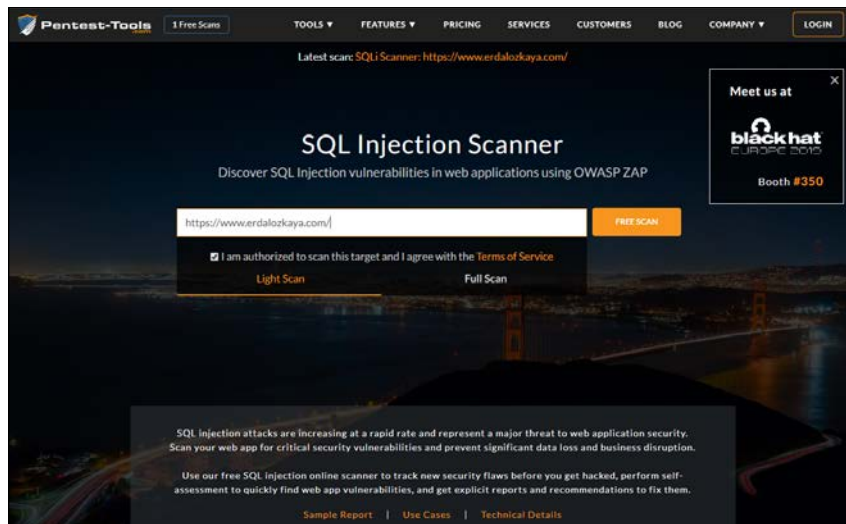 Pentest-Tools
.com
1 Free Scans
TOOLS ▼
FEATURES ▼
PRICING
SERVICES
CUSTOMERS
BLOG
COMPANY ▼
LOGIN
Latest scan: SQLi Scanner: https://www.erdalozkaya.com/
Meet us at
black hat
EUROPE 2019
Booth #350
SQL Injection Scanner
Discover SQL Injection vulnerabilities in web applications using OWASP ZAP
https://www.erdalozkaya.com/
FREE SCAN
I am authorized to scan this target and I agree with the Terms of Service
Light Scan
Full Scan
SQL injection attacks are increasing at a rapid rate and represent a major threat to web application security.
Scan your web app for critical security vulnerabilities and prevent significant data loss and business disruption.
Use our free SQL injection online scanner to track new security flaws before you get hacked, perform self-
assessment to quickly find web app vulnerabilities, and get explicit reports and recommendations to fix them.
Sample Report | Use Cases | Technical Details